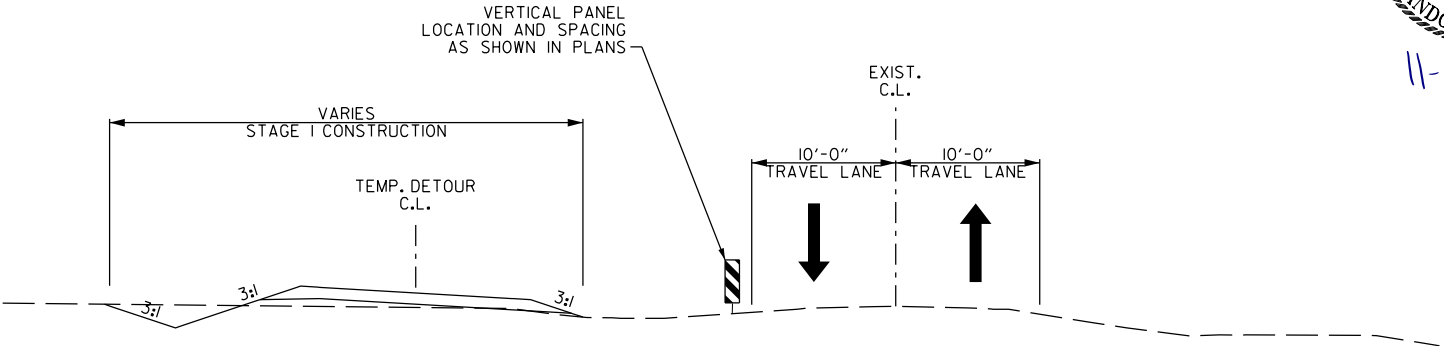 VERTICAL PANEL
LOCATION AND SPACING
AS SHOWN IN PLANS
EXIST.
C.L.
11-
VARIES
STAGE I CONSTRUCTION
10'-0" 10'-0"
TRAVEL LANE TRAVEL LANE
TEMP. DETOUR
C.L.
3:1
3:1
3:1